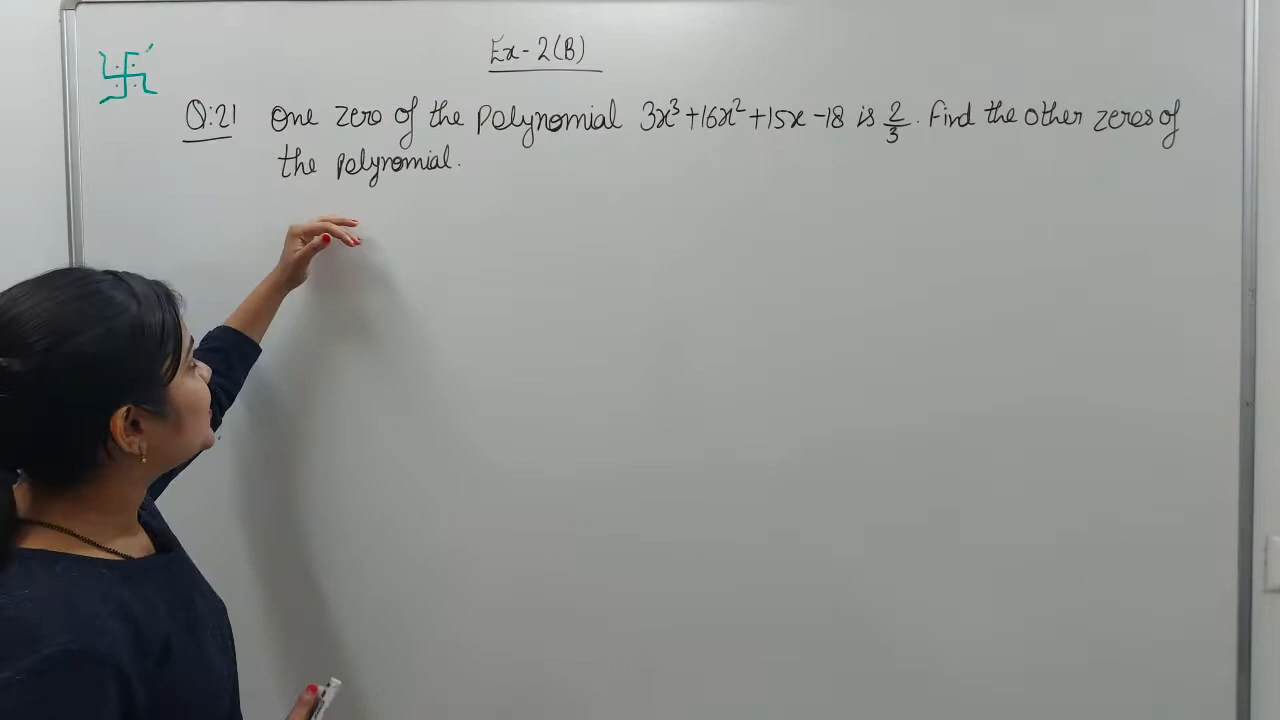 Ex-2(B)
Q:21 One zero of the polynomial 3x³+16x²+15x-18 is 2/3. Find the other zeroes of
the polynomial.